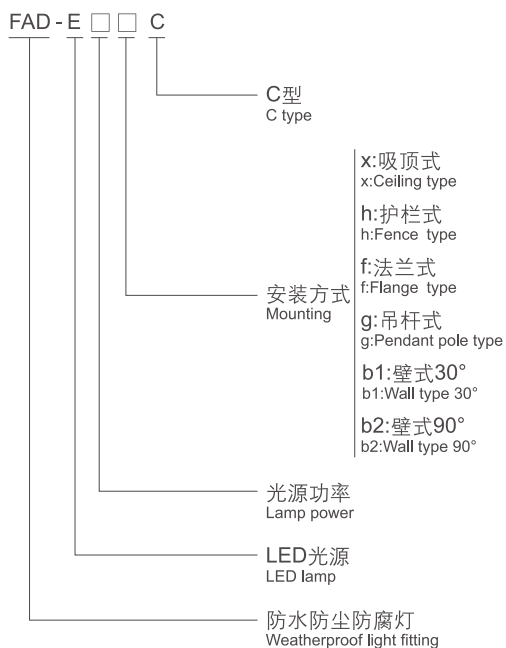 FAD-E□□ C
C型
C type
x:吸顶式
x:Ceiling type
h:护栏式
h:Fence type
f:法兰式
f:Flange type
安装方式
Mounting
g:吊杆式
g:Pendant pole type
b1:壁式30°
b1:Wall type 30°
b2:壁式90°
b2:Wall type 90°
光源功率
Lamp power
LED光源
LED lamp
防水防尘防腐灯
Weatherproof light fitting